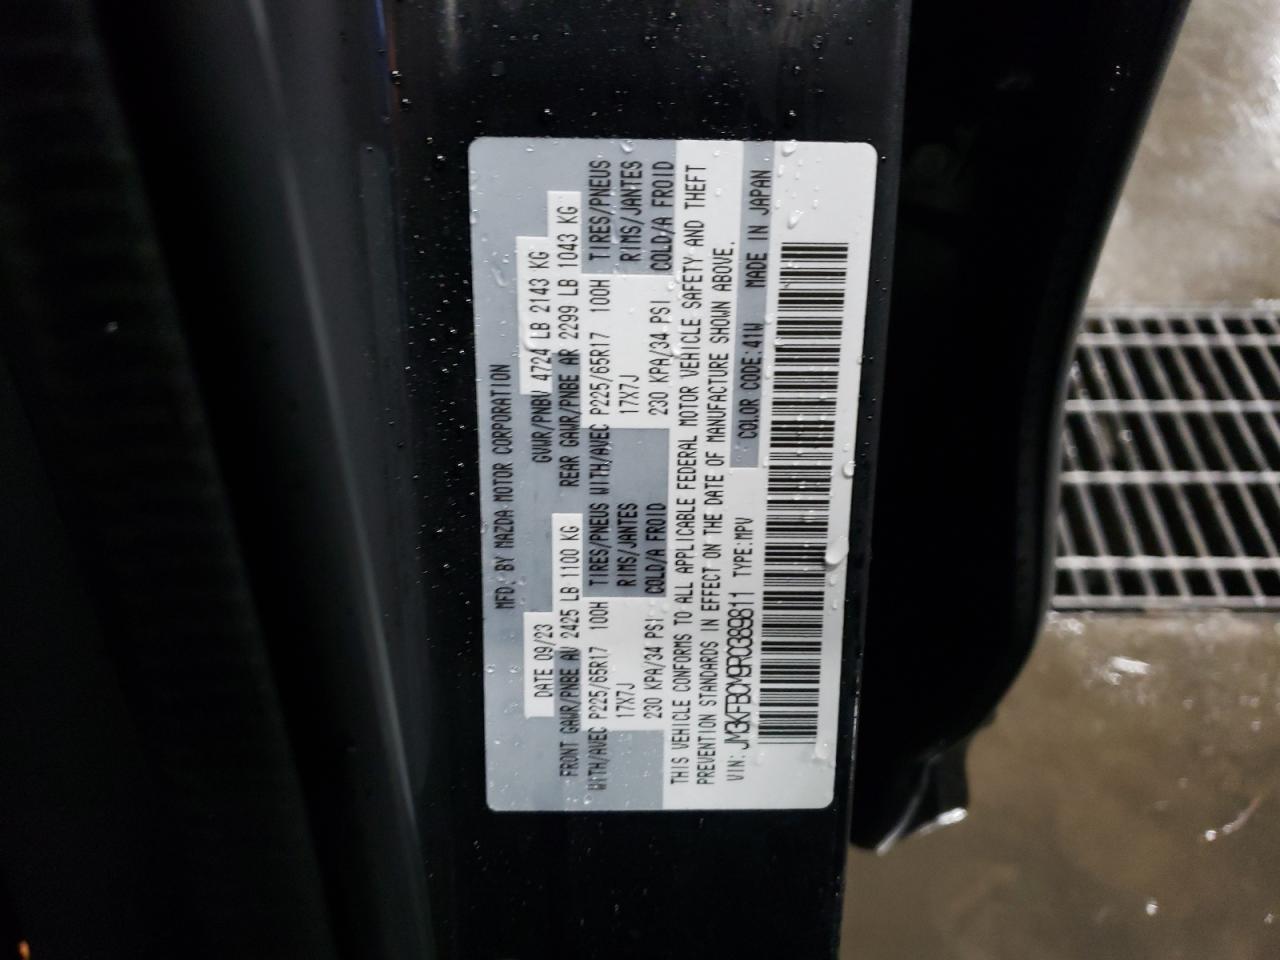 MFD. BY MAZDA MOTOR CORPORATION
DATE 09/23 GVWR/PNBV 4724 LB 2143 KG
FRONT GAWR/PNBE AV 2425 LB 1100 KG REAR GAWR/PNBE AR 2299 LB 1043 KG
WITH/AVEC P225/65R17 100H TIRES/PNEUS WITH/AVEC P225/65R17 100H TIRES/PNEUS
17X7J RIMS/JANTES 17X7J RIMS/JANTES
230 KPA/34 PSI COLD/A FROID 230 KPA/34 PSI COLD/A FROID
THIS VEHICLE CONFORMS TO ALL APPLICABLE FEDERAL MOTOR VEHICLE SAFETY AND THEFT
PREVENTION STANDARDS IN EFFECT ON THE DATE OF MANUFACTURE SHOWN ABOVE.
VIN: JM3KFBCM9R0389811 TYPE:MPV COLOR CODE:41W MADE IN JAPAN